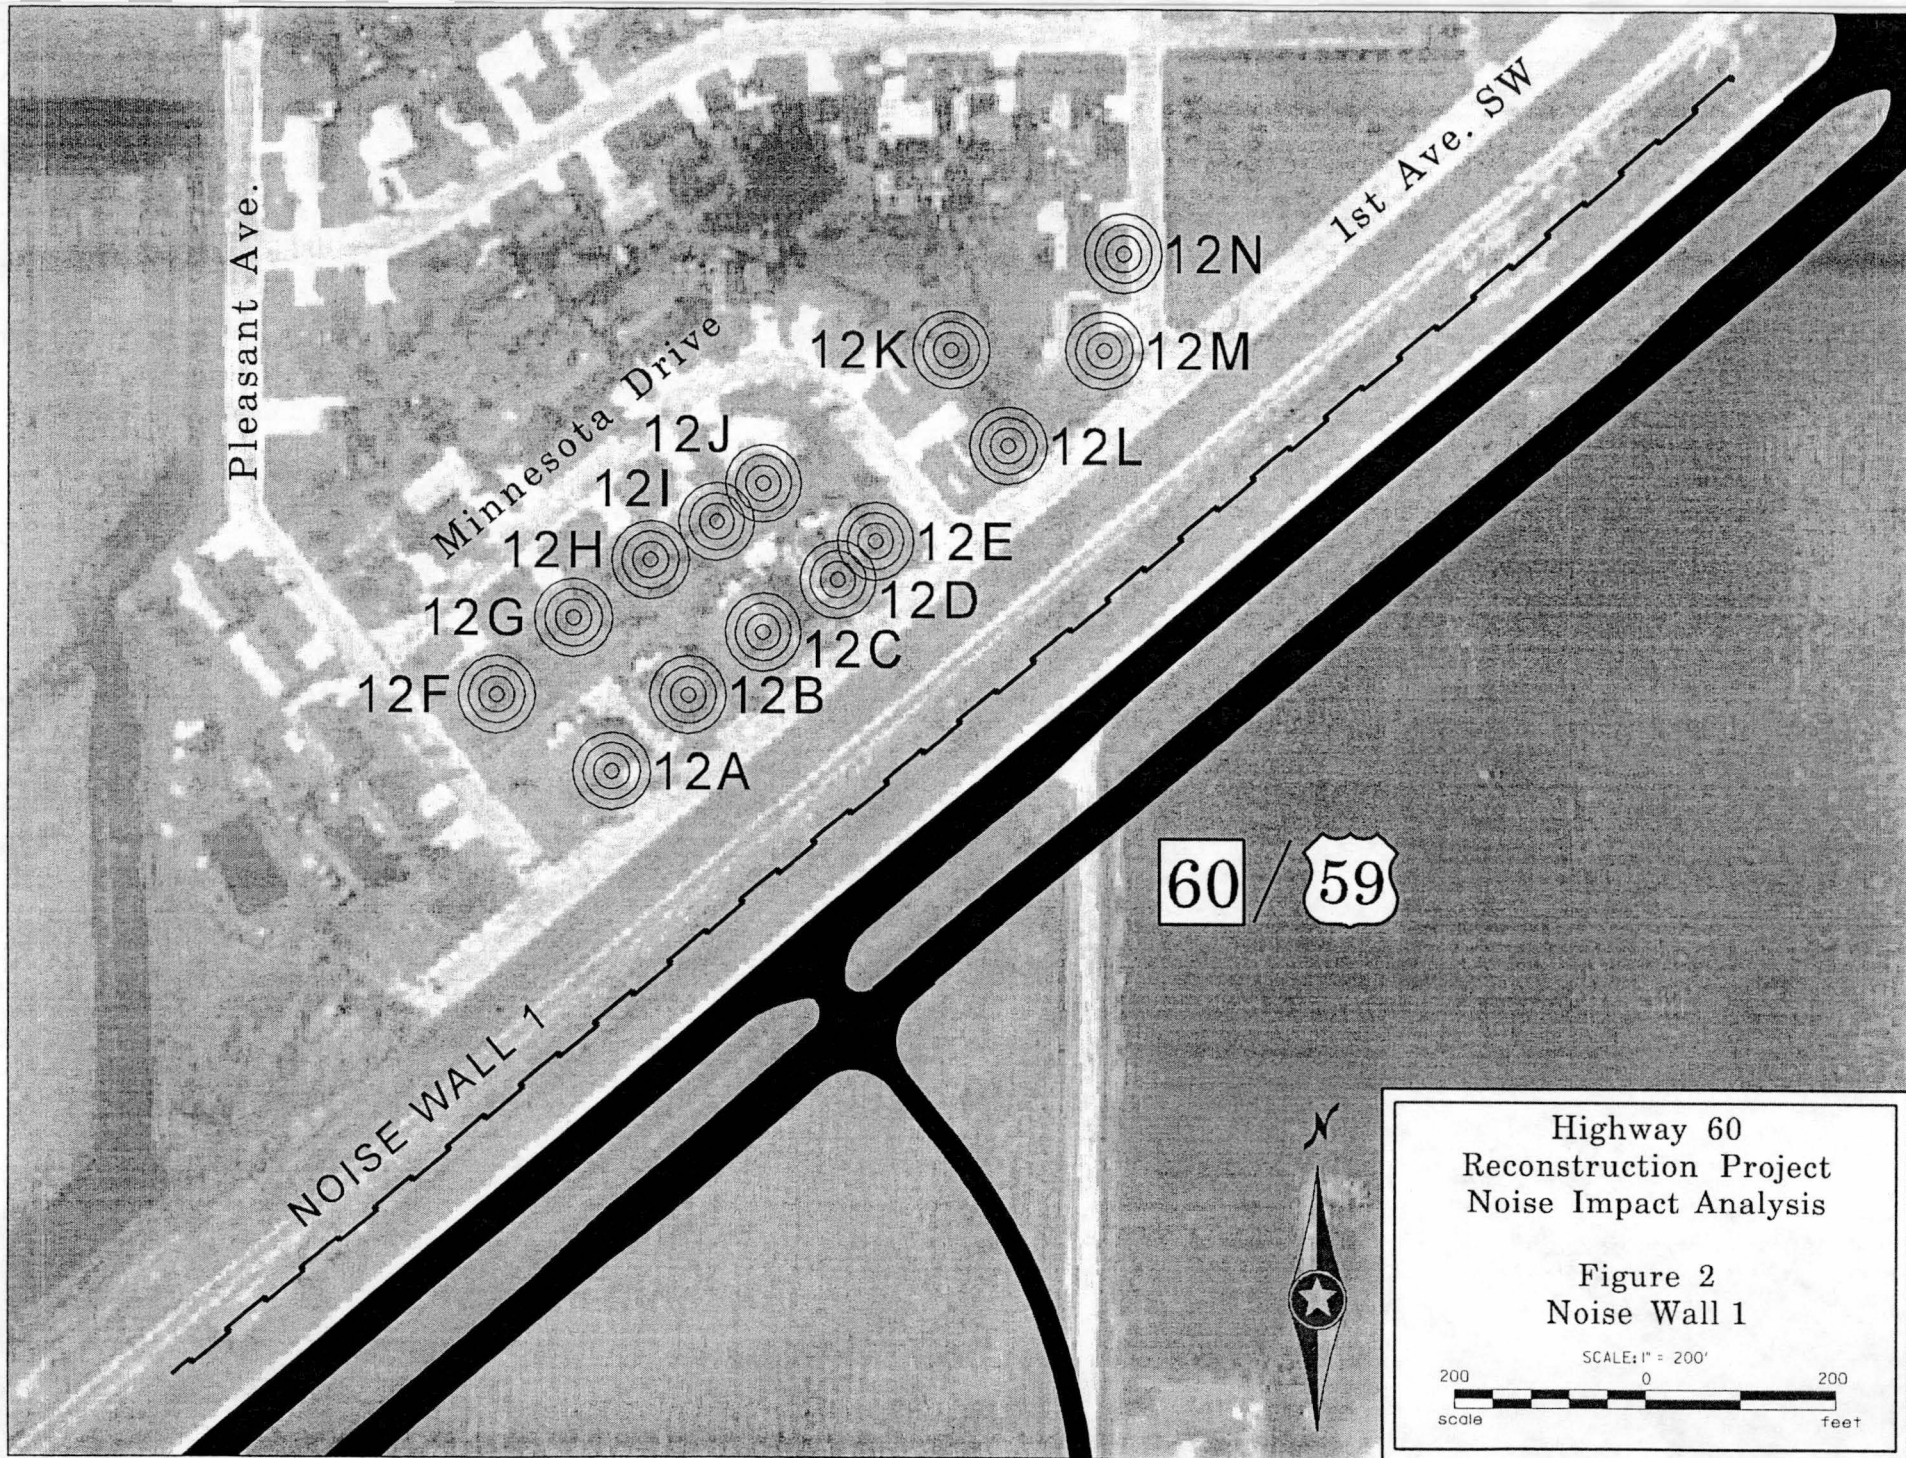 Pleasant Ave.
Minnesota Drive
1st Ave. SW
12N
12K
12M
12J
12L
12I
12H
12E
12D
12G
12C
12F
12B
12A
60 / 59
NOISE WALL 1
N
Highway 60
Reconstruction Project
Noise Impact Analysis
Figure 2
Noise Wall 1
SCALE: 1" = 200'
200 0 200
scale feet